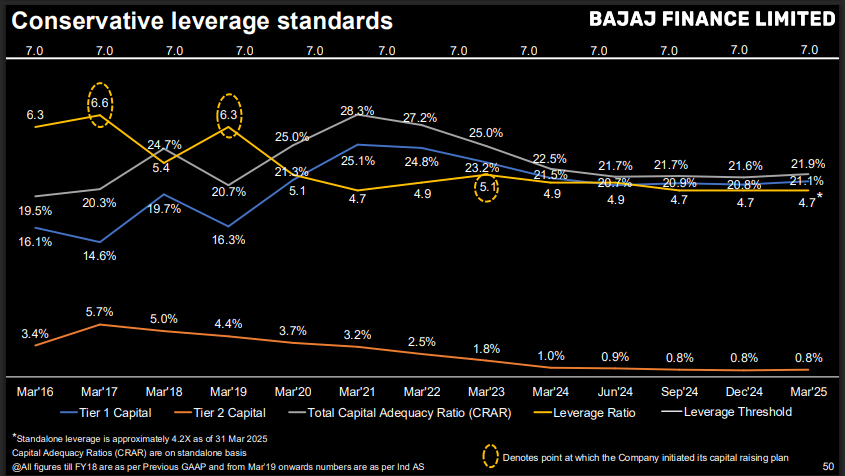 Conservative leverage standards
BAJAJ FINANCE LIMITED
7.0 7.0 7.0 7.0 7.0 7.0 7.0 7.0 7.0 7.0 7.0 7.0
6.3 6.6 5.4 6.3 5.1 4.7 4.9 5.1 4.9 4.9 4.7 4.7 4.7*
19.5% 20.3% 24.7% 20.7% 25.0% 28.3% 27.2% 25.0% 22.5% 21.7% 21.7% 21.6% 21.9%
16.1% 14.6% 19.7% 16.3% 21.3% 25.1% 24.8% 23.2% 21.5% 20.7% 20.9% 20.8% 21.1%
3.4% 5.7% 5.0% 4.4% 3.7% 3.2% 2.5% 1.8% 1.0% 0.9% 0.8% 0.8% 0.8%
Mar'16 Mar'17 Mar'18 Mar'19 Mar'20 Mar'21 Mar'22 Mar'23 Mar'24 Jun'24 Sep'24 Dec'24 Mar'25
Tier 1 Capital Tier 2 Capital Total Capital Adequacy Ratio (CRAR) Leverage Ratio Leverage Threshold
*Standalone leverage is approximately 4.2X as of 31 Mar 2025
Capital Adequacy Ratios (CRAR) are on standalone basis
@All figures till FY18 are as per Previous GAAP and from Mar'19 onwards numbers are as per Ind AS
Denotes point at which the Company initiated its capital raising plan
50